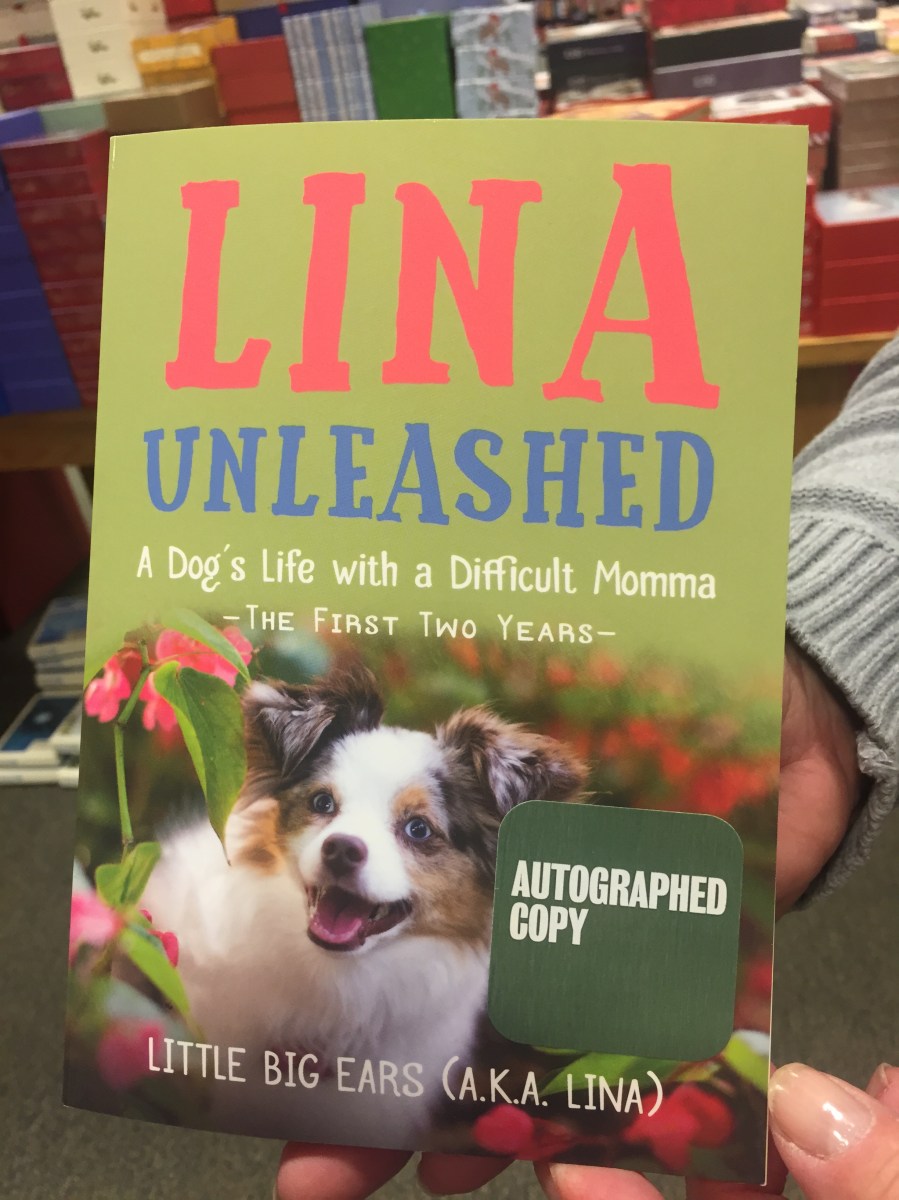 LINA
UNLEASHED
A Dog's Life with a Difficult Momma
-THE FIRST TWO YEARS-
AUTOGRAPHED
COPY
LITTLE BIG EARS (A.K.A. LINA)